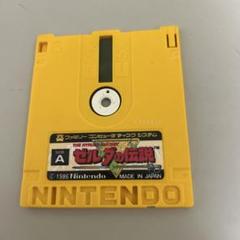 ファミリー コンピュータ ディスク システム
SIDE
A
THE HYRULE FANTASY
ゼルダの伝説
© 1986 Nintendo MADE IN JAPAN
NINTENDO